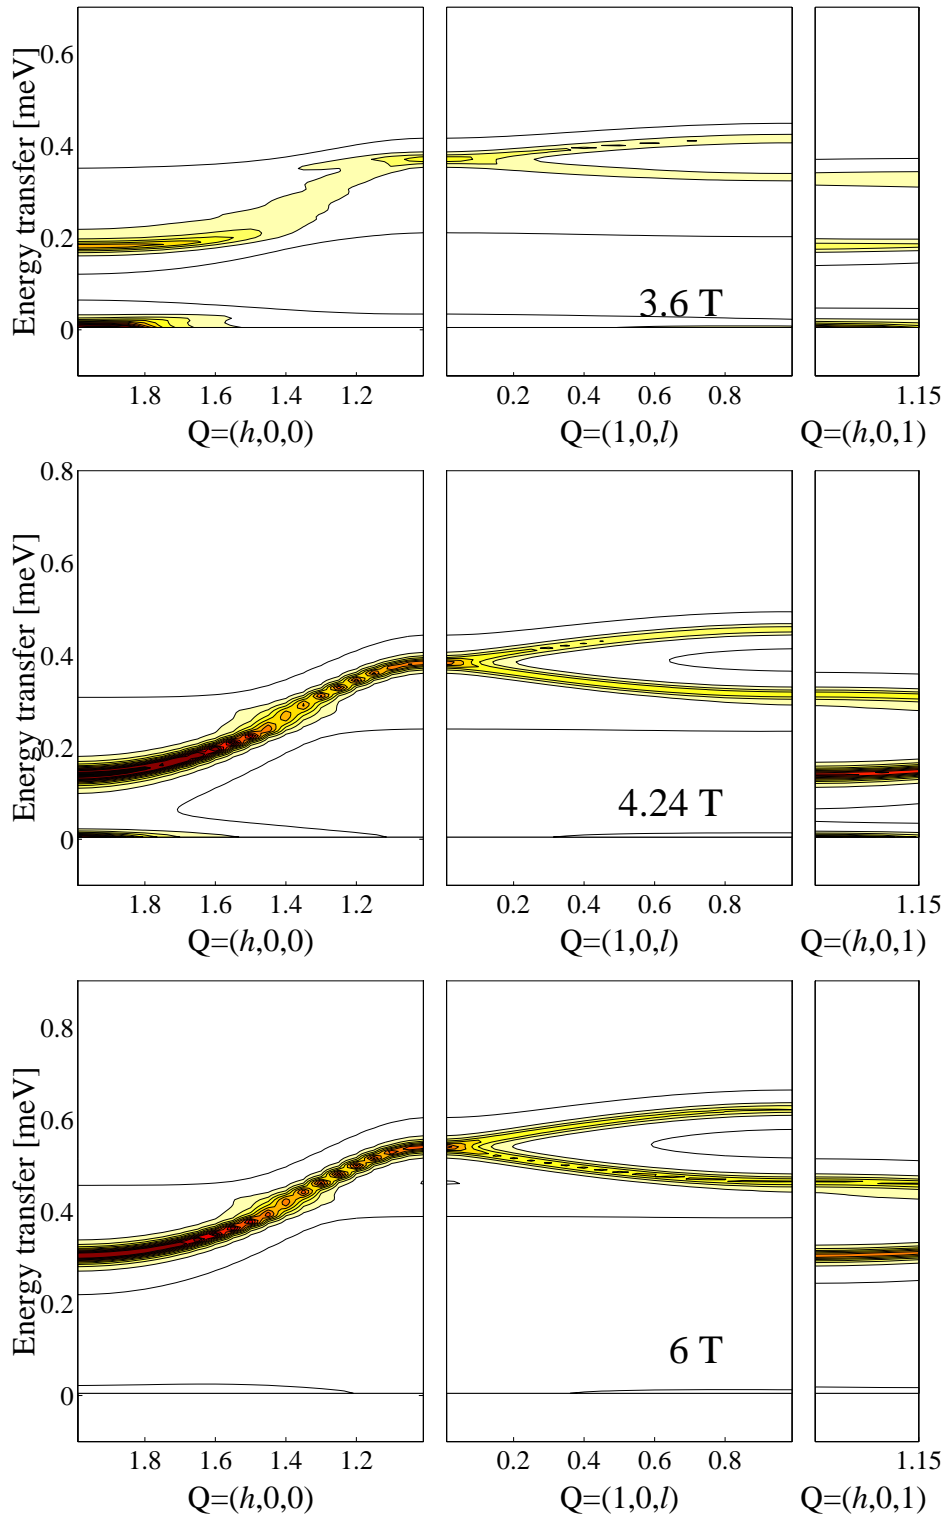 0.6
0.4
0.2
0
Energy transfer [meV]
3.6 T
1.8 1.6 1.4 1.2
0.2 0.4 0.6 0.8
1.15
Q=(h,0,0)
Q=(1,0,l)
Q=(h,0,1)
0.8
0.6
0.4
0.2
0
Energy transfer [meV]
4.24 T
1.8 1.6 1.4 1.2
0.2 0.4 0.6 0.8
1.15
Q=(h,0,0)
Q=(1,0,l)
Q=(h,0,1)
0.8
0.6
0.4
0.2
0
Energy transfer [meV]
6 T
1.8 1.6 1.4 1.2
0.2 0.4 0.6 0.8
1.15
Q=(h,0,0)
Q=(1,0,l)
Q=(h,0,1)